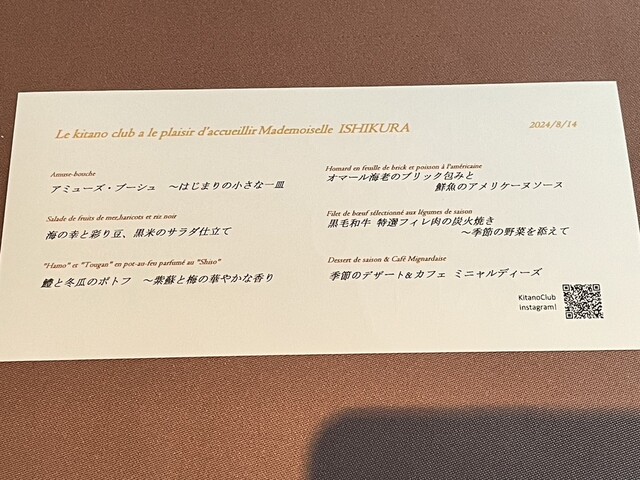 Le kitano club a le plaisir d'accueillir Mademoiselle ISHIKURA
2024/8/14
Amuse-bouche
アミューズ・ブーシュ ～はじまりの小さな一皿
Salade de fruits de mer,haricots et riz noir
海の幸と彩り豆、黒米のサラダ仕立て
"Hamo" et "Tougan" en pot-au-feu parfumé au "Shiso"
鱧と冬瓜のポトフ ～紫蘇と梅の華やかな香り
Homard en feuille de brick et poisson à l'américaine
オマール海老のブリック包みと
鮮魚のアメリケーヌソース
Filet de bœuf sélectionné aux légumes de saison
黒毛和牛 特選フィレ肉の炭火焼き
～季節の野菜を添えて
Dessert de saison & Café Mignardaise
季節のデザート&カフェ ミニャルディーズ
KitanoClub
instagram!